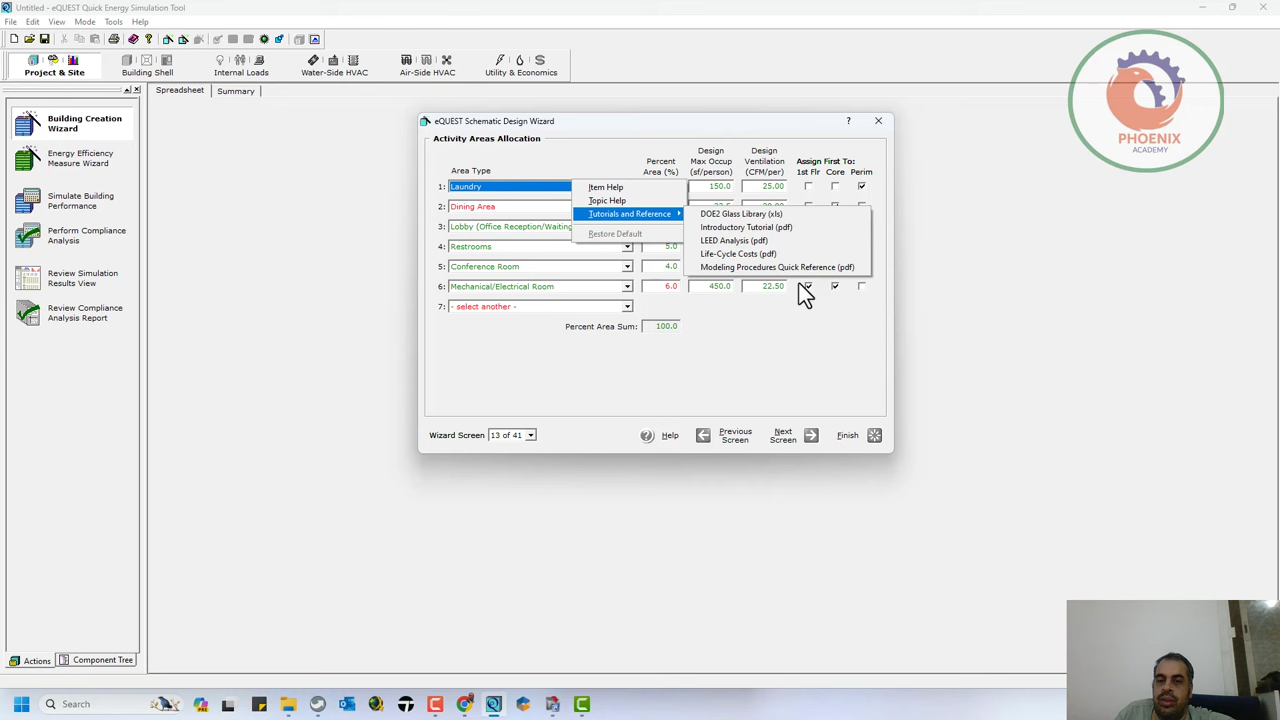 Untitled - eQUEST Quick Energy Simulation Tool
File Edit View Mode Tools Help
Project & Site
Building Shell
Internal Loads
Water-Side HVAC
Air-Side HVAC
Utility & Economics
Spreadsheet
Summary
Building Creation
Wizard
Energy Efficiency
Measure Wizard
Simulate Building
Performance
Perform Compliance
Analysis
Review Simulation
Results View
Review Compliance
Analysis Report
Actions
Component Tree
eQUEST Schematic Design Wizard
?
Activity Areas Allocation
Area Type
Percent
Area (%)
Design
Max Occup
(sf/person)
Design
Ventilation
(CFM/per)
Assign First To:
1st Flr Core Perim
1: Laundry 150.0 25.00
2: Dining Area
3: Lobby (Office Reception/Waiting
4: Restrooms 5.0
5: Conference Room 4.0
6: Mechanical/Electrical Room 6.0 450.0 22.50
7: - select another -
Percent Area Sum: 100.0
Item Help
Topic Help
Tutorials and Reference
Restore Default
DOE2 Glass Library (xls)
Introductory Tutorial (pdf)
LEED Analysis (pdf)
Life-Cycle Costs (pdf)
Modeling Procedures Quick Reference (pdf)
Wizard Screen 13 of 41
Help
Previous
Screen
Next
Screen
Finish
PHOENIX
ACADEMY
Search